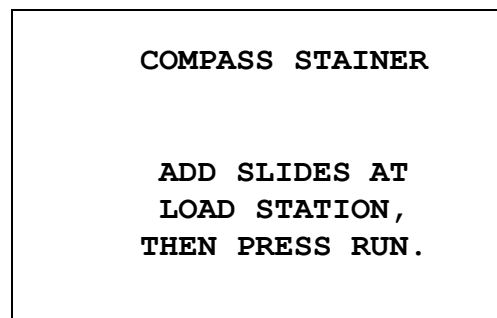 COMPASS STAINER
ADD SLIDES AT
LOAD STATION,
THEN PRESS RUN.